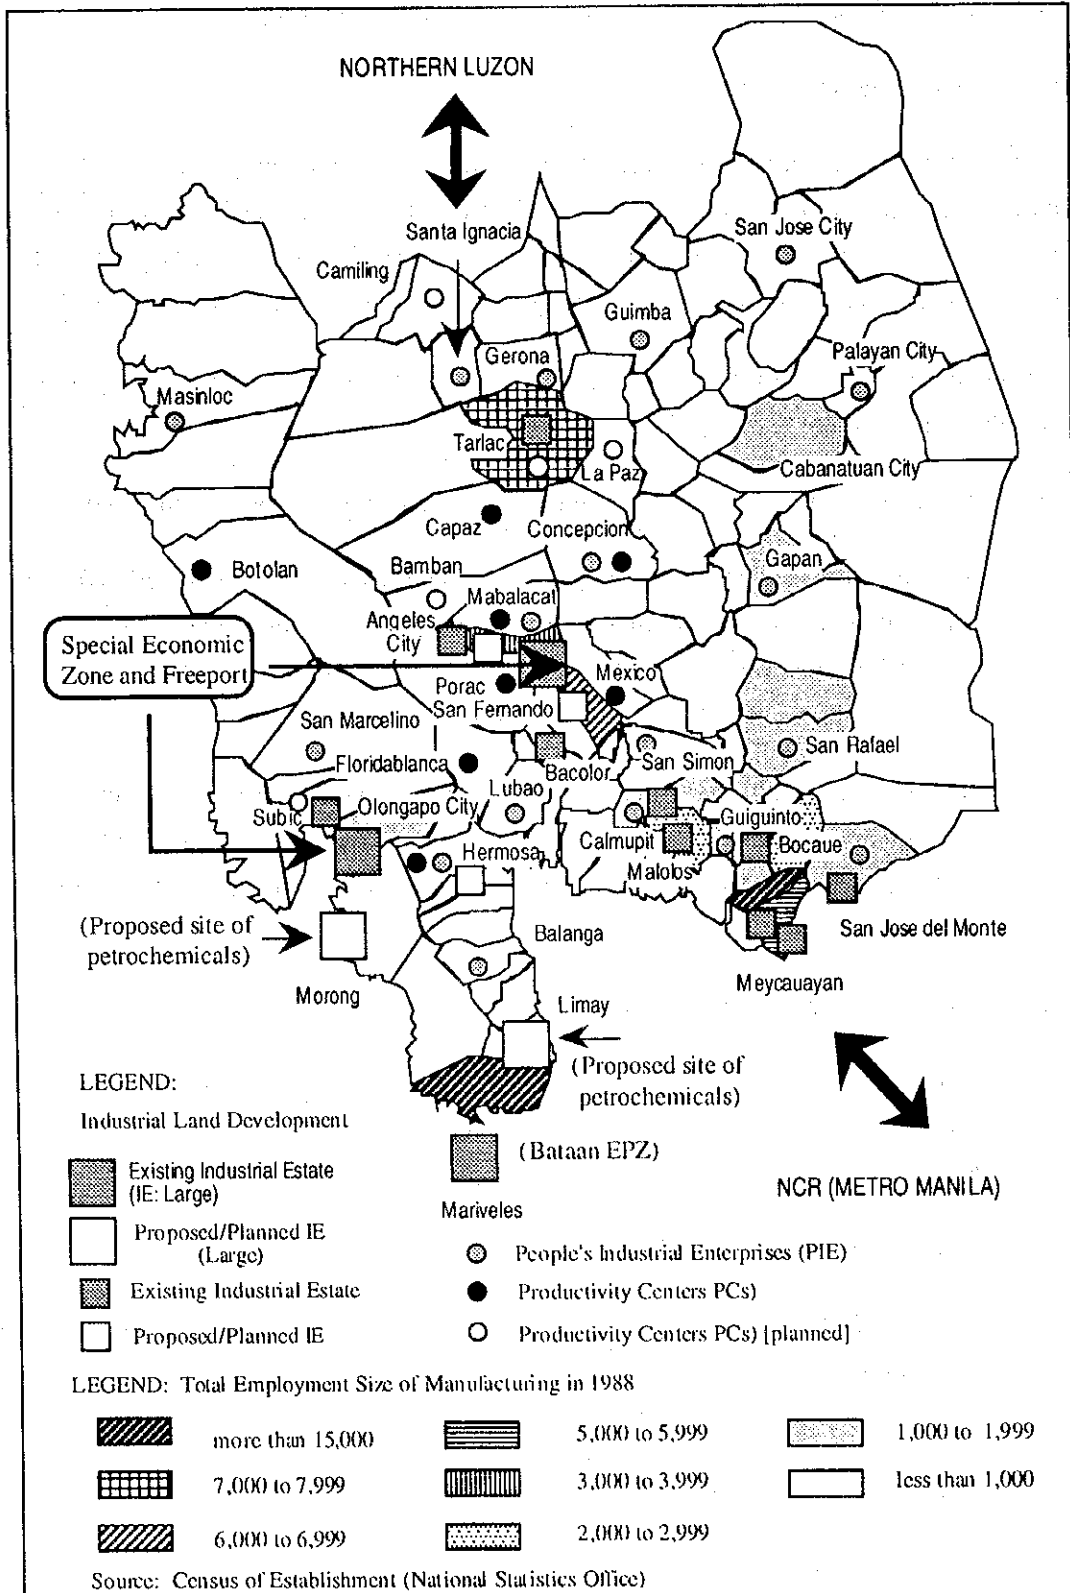 NORTHERN LUZON
Santa Ignacia
San Jose City
Camiling
Guimba
Gerona
Palayan City
Masinloc
Tarlac
La Paz
Cabanatuan City
Capaz
Concepcion
Botolan
Bamban
Gapan
Mabalacat
Angeles
City
Special Economic
Zone and Freeport
Mexico
Porac
San Fernando
San Marcelino
San Rafael
Floridablanca
Bacolor
San Simon
Lubao
Subic
Olongapo City
Guiguinto
Calmupit
Bocaue
Hermosa
Malolos
(Proposed site of
petrochemicals)
Balanga
San Jose del Monte
Meycauayan
Morong
Limay
(Proposed site of
petrochemicals)
LEGEND:
Industrial Land Development
Existing Industrial Estate
(IE: Large)
(Bataan EPZ)
NCR (METRO MANILA)
Mariveles
Proposed/Planned IE
(Large)
People's Industrial Enterprises (PIE)
Existing Industrial Estate
Productivity Centers PCs)
Proposed/Planned IE
Productivity Centers PCs) [planned]
LEGEND: Total Employment Size of Manufacturing in 1988
more than 15,000
5,000 to 5,999
1,000 to 1,999
7,000 to 7,999
3,000 to 3,999
less than 1,000
6,000 to 6,999
2,000 to 2,999
Source: Census of Establishment (National Statistics Office)